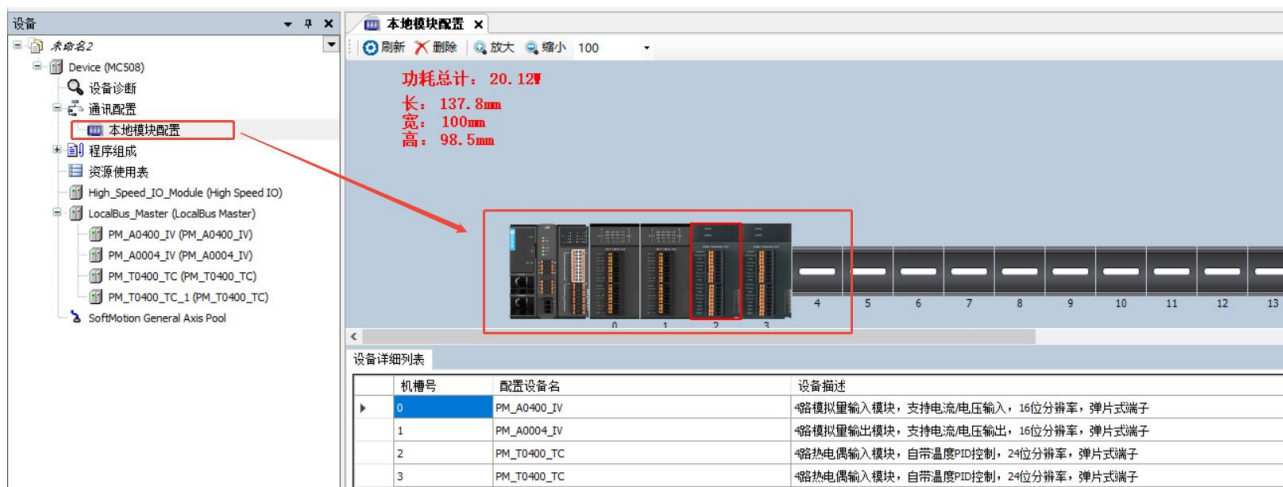 设备
未命名2
Device (MC508)
设备诊断
通讯配置
本地模块配置
程序组成
资源使用表
High_Speed_IO_Module (High Speed IO)
LocalBus_Master (LocalBus Master)
PM_A0400_IV (PM_A0400_IV)
PM_A0004_IV (PM_A0004_IV)
PM_T0400_TC (PM_T0400_TC)
PM_T0400_TC_1 (PM_T0400_TC)
SoftMotion General Axis Pool
本地模块配置
刷新 删除 放大 缩小 100
功耗总计： 20.12W
长： 137.8mm
宽： 100mm
高： 98.5mm
0 1 2 3 4 5 6 7 8 9 10 11 12 13
设备详细列表
机槽号 配置设备名 设备描述
0 PM_A0400_IV 4路模拟量输入模块，支持电流/电压输入，16位分辨率，弹片式端子
1 PM_A0004_IV 4路模拟量输出模块，支持电流/电压输出，16位分辨率，弹片式端子
2 PM_T0400_TC 4路热电偶输入模块，自带温度PID控制，24位分辨率，弹片式端子
3 PM_T0400_TC 4路热电偶输入模块，自带温度PID控制，24位分辨率，弹片式端子